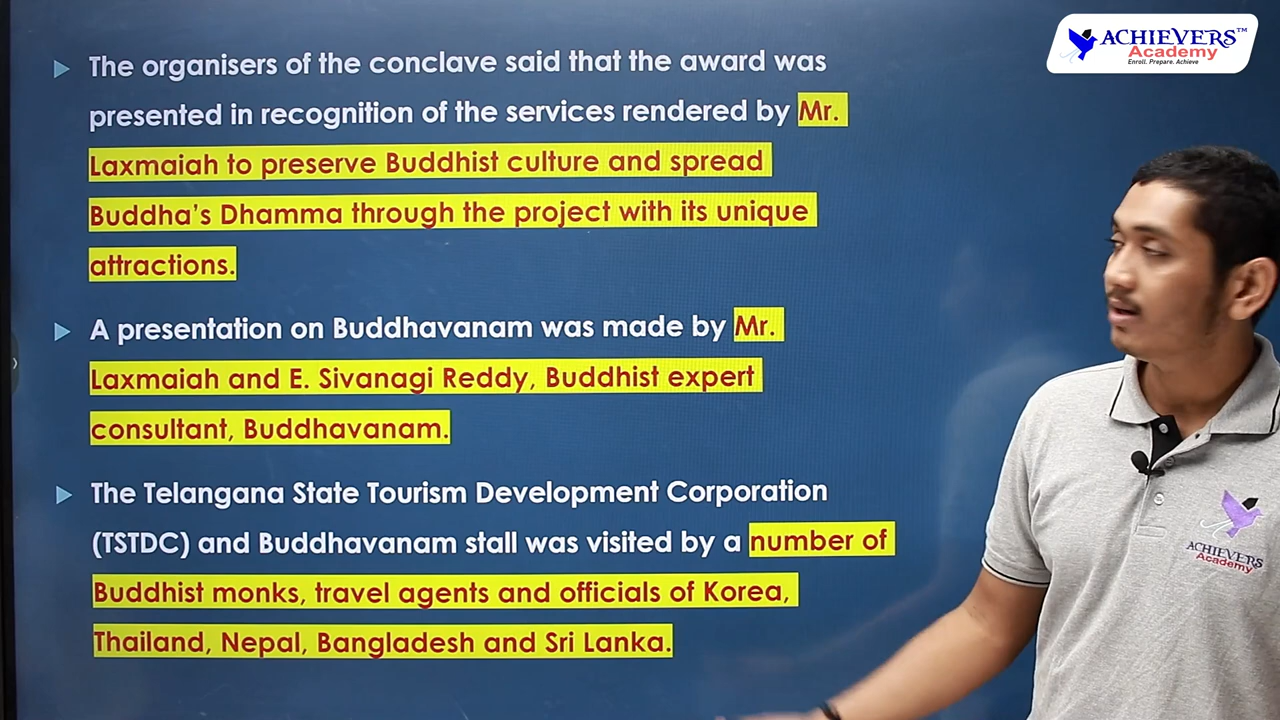 ACHIEVERS™
Academy
Enroll. Prepare. Achieve
The organisers of the conclave said that the award was
presented in recognition of the services rendered by Mr.
Laxmaiah to preserve Buddhist culture and spread
Buddha's Dhamma through the project with its unique
attractions.
A presentation on Buddhavanam was made by Mr.
Laxmaiah and E. Sivanagi Reddy, Buddhist expert
consultant, Buddhavanam.
The Telangana State Tourism Development Corporation
(TSTDC) and Buddhavanam stall was visited by a number of
Buddhist monks, travel agents and officials of Korea,
Thailand, Nepal, Bangladesh and Sri Lanka.
ACHIEVERS
Academy